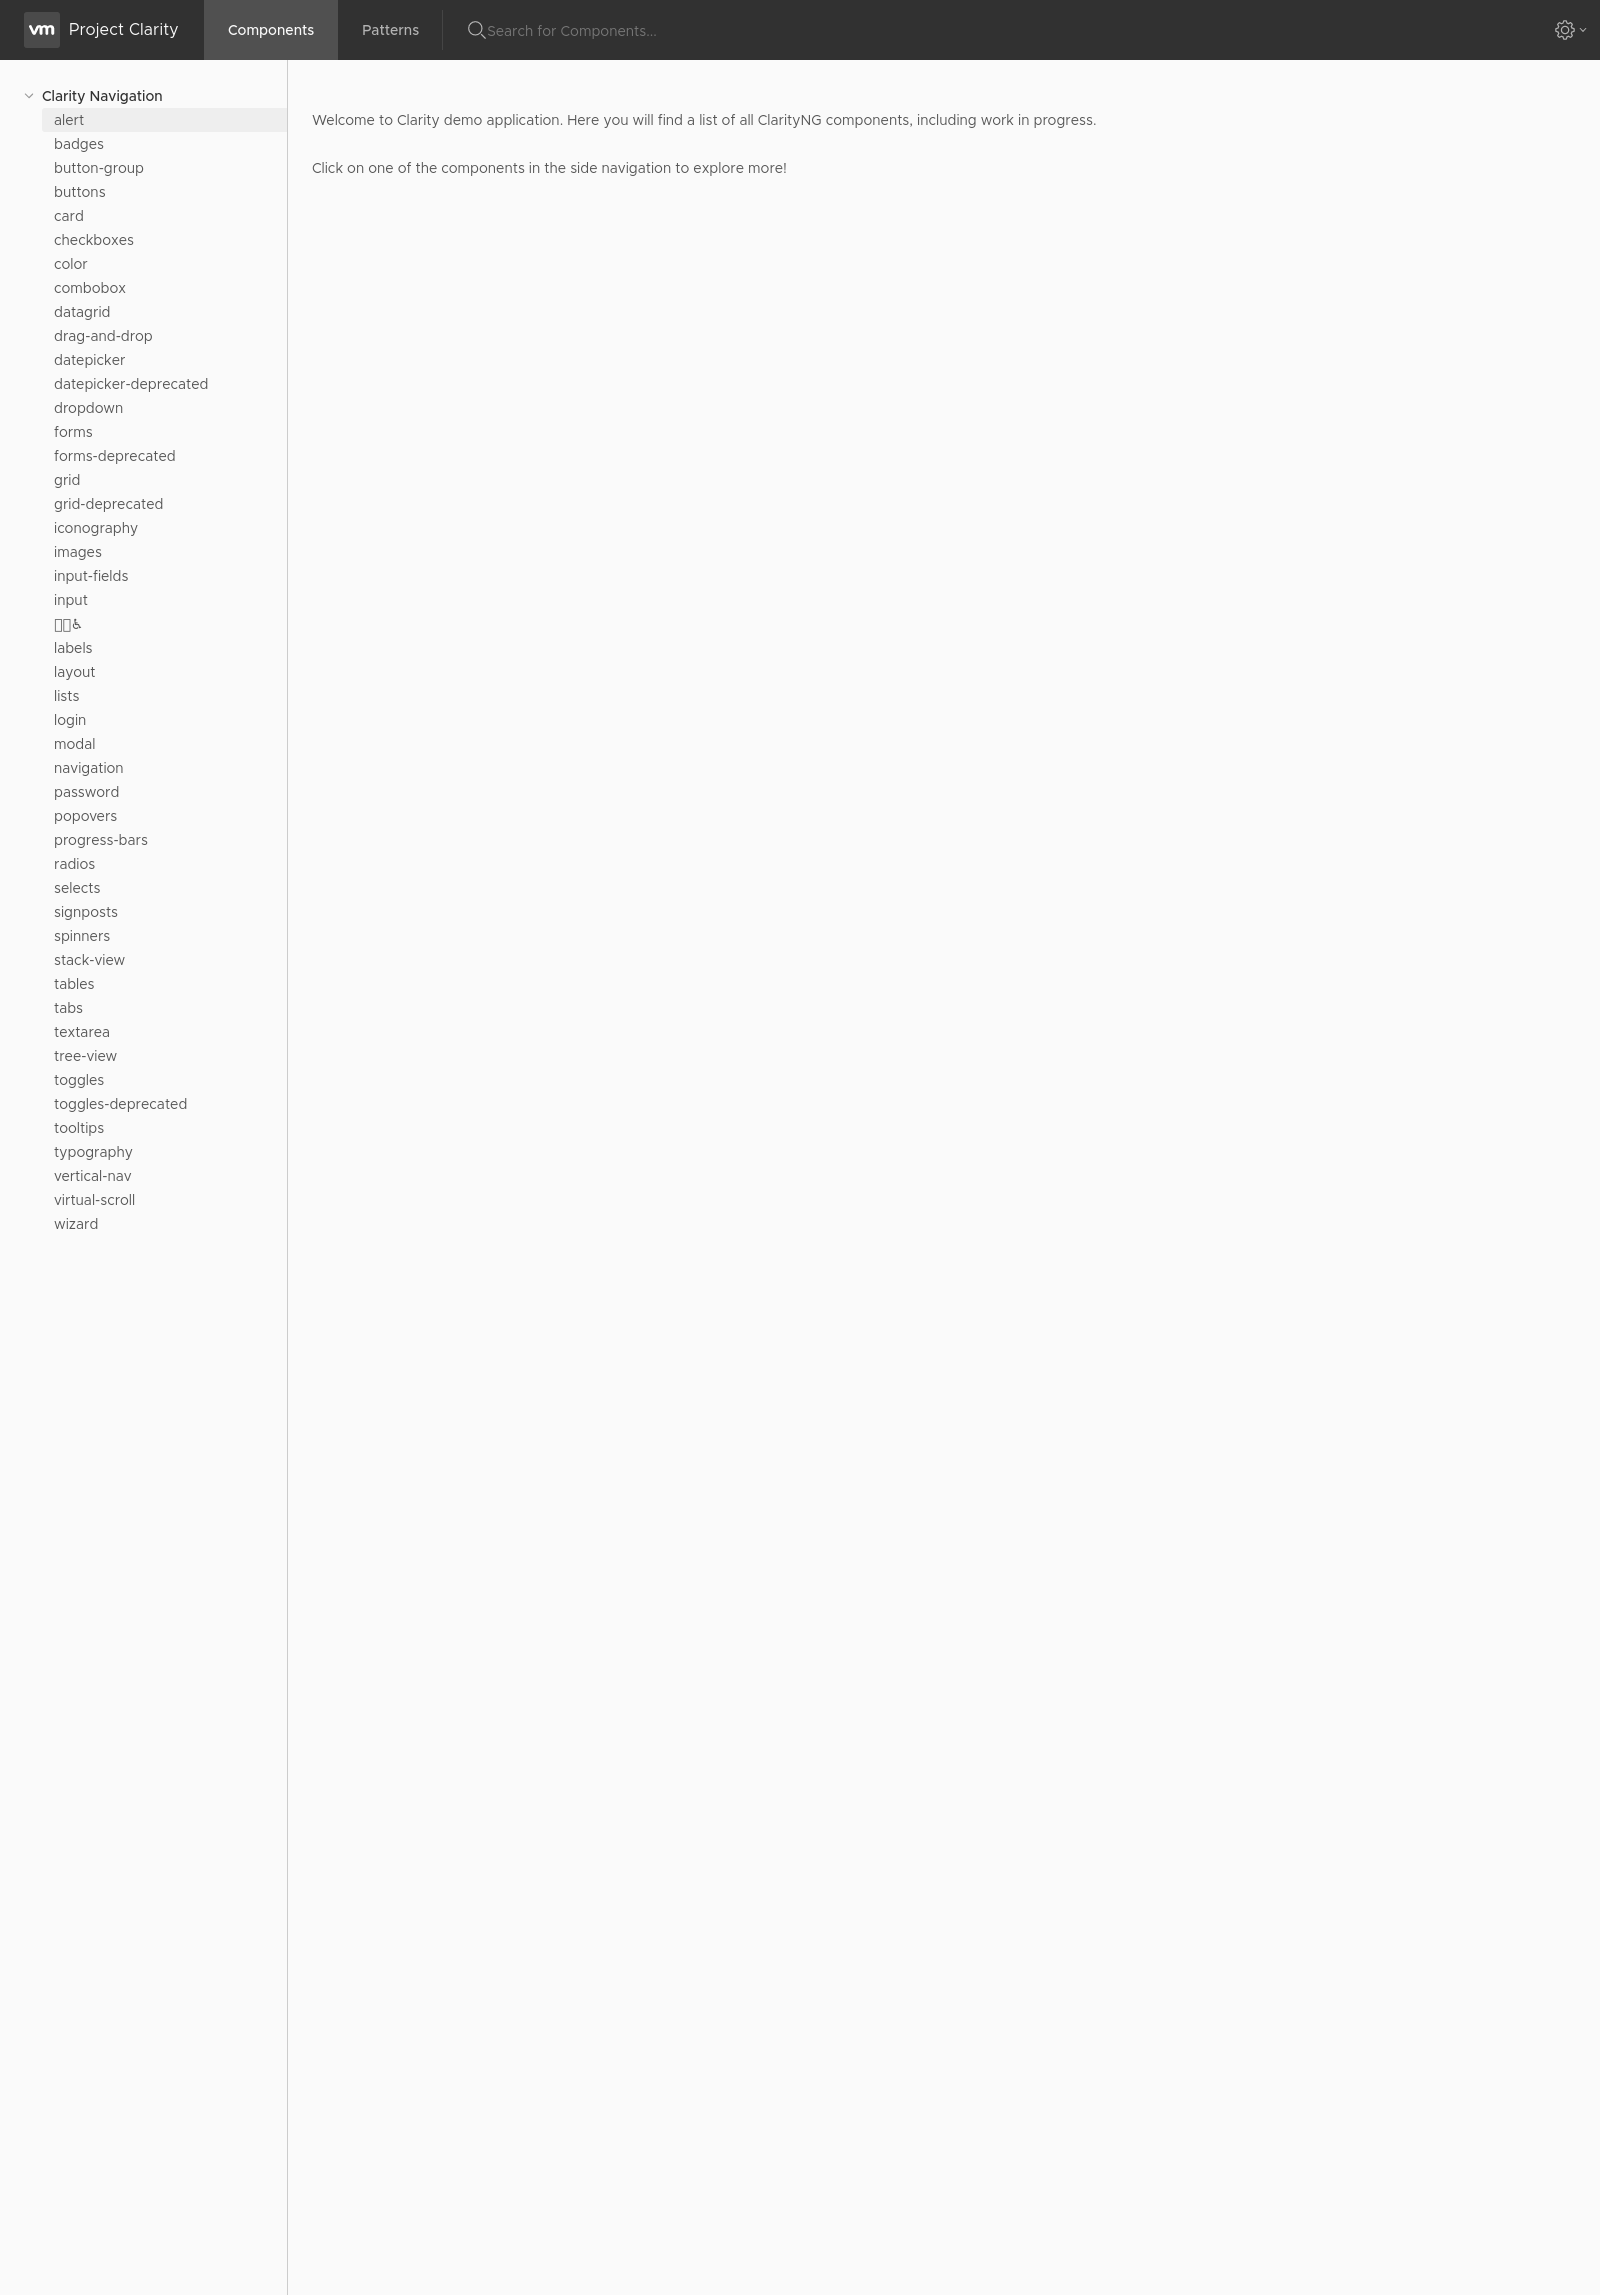 vm Project Clarity Components Patterns Search for Components...
Clarity Navigation
alert
Welcome to Clarity demo application. Here you will find a list of all ClarityNG components, including work in progress.
badges
button-group
Click on one of the components in the side navigation to explore more!
buttons
card
checkboxes
color
combobox
datagrid
drag-and-drop
datepicker
datepicker-deprecated
dropdown
forms
forms-deprecated
grid
grid-deprecated
iconography
images
input-fields
input
♿
labels
layout
lists
login
modal
navigation
password
popovers
progress-bars
radios
selects
signposts
spinners
stack-view
tables
tabs
textarea
tree-view
toggles
toggles-deprecated
tooltips
typography
vertical-nav
virtual-scroll
wizard